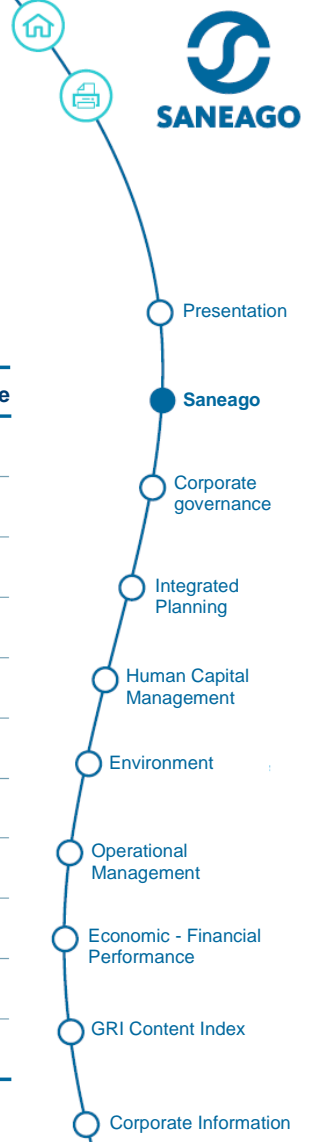 SANEAGO
Presentation
e
Saneago
Corporate
governance
Integrated
Planning
Human Capital
Management
Environment
Operational
Management
Economic - Financial
Performance
GRI Content Index
Corporate Information